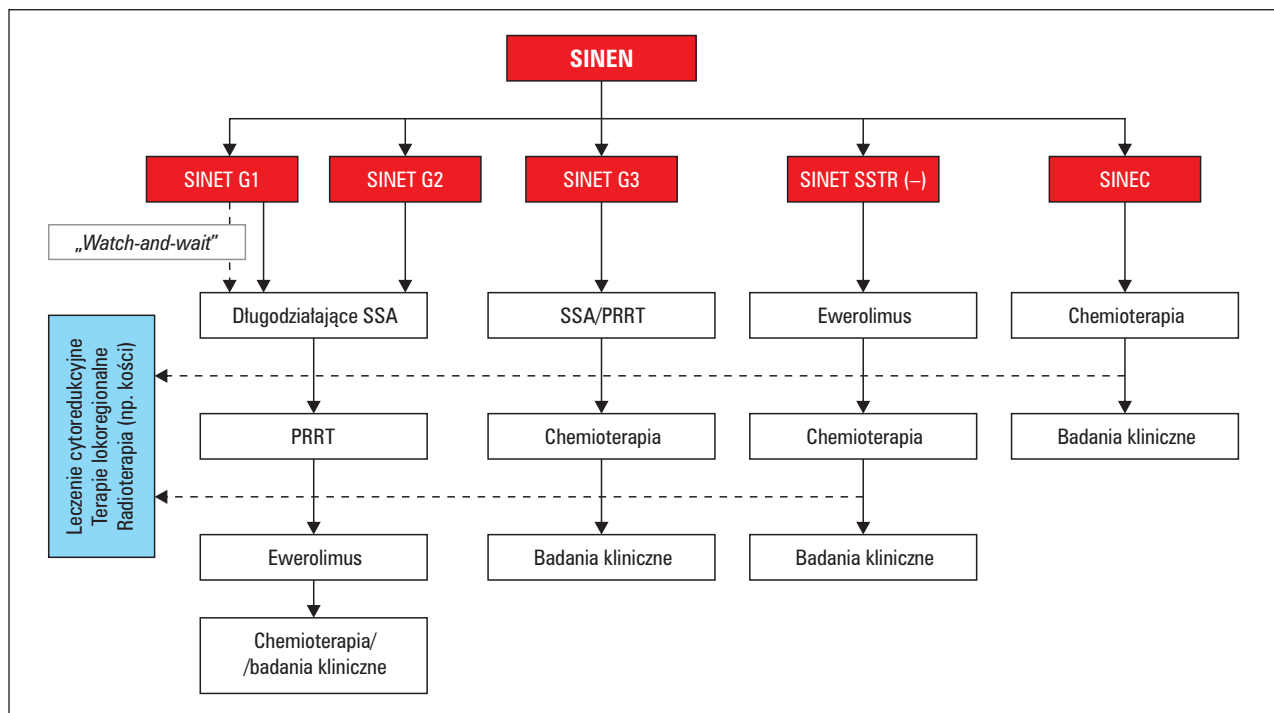 SINEN
SINET G1
SINET G2
SINET G3
SINET SSTR (–)
SINEC
„Watch-and-wait”
Długodziałające SSA
SSA/PRRT
Ewerolimus
Chemioterapia
Leczenie cytoredukcyjne
Terapie lokoregionalne
Radioterapia (np. kości)
PRRT
Chemioterapia
Chemioterapia
Badania kliniczne
Ewerolimus
Badania kliniczne
Badania kliniczne
Chemioterapia/
/badania kliniczne